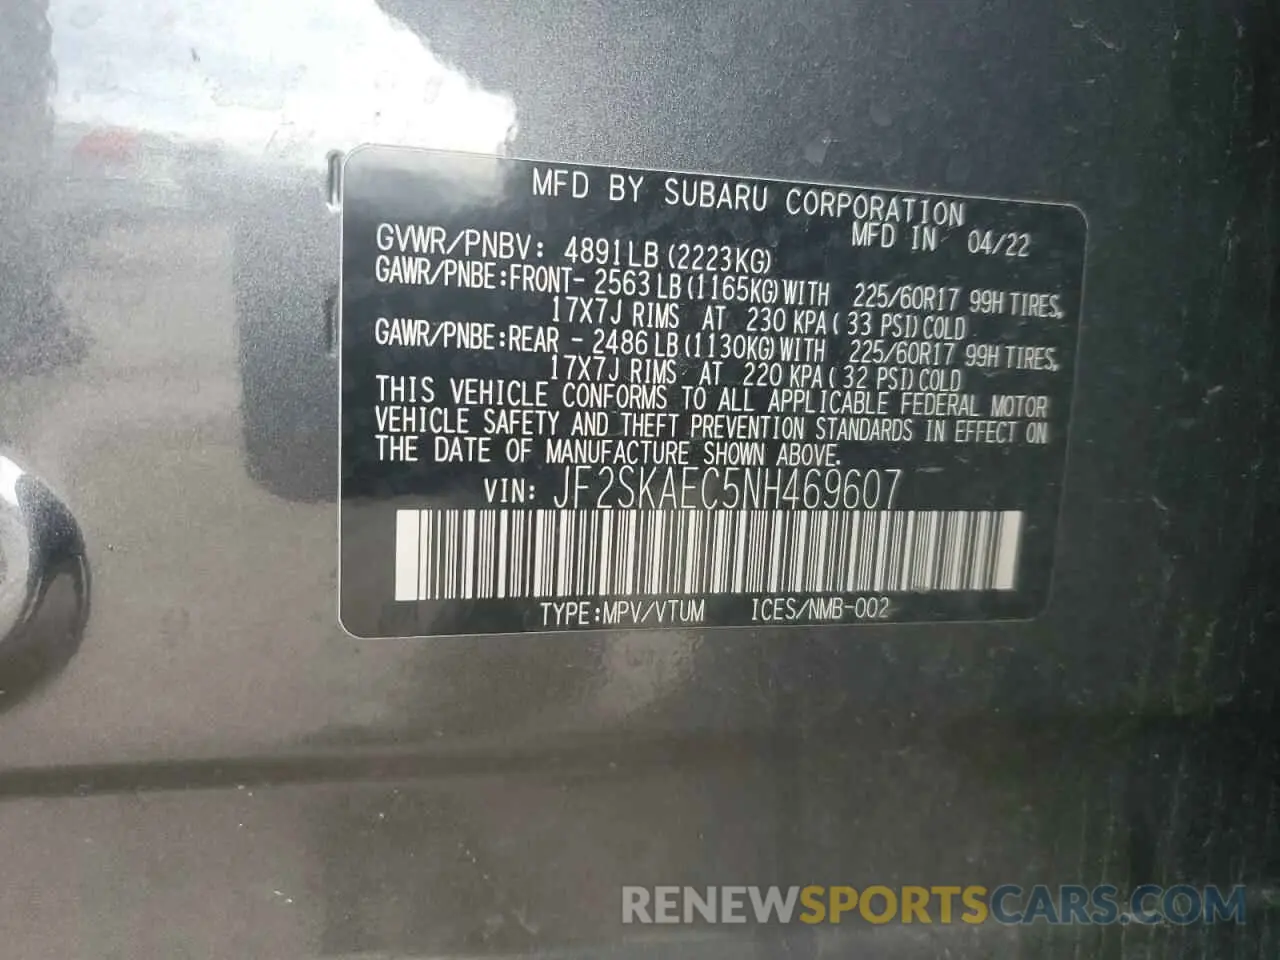 MFD BY SUBARU CORPORATION
MFD IN 04/22
GVWR/PNBV: 4891LB (2223KG)
GAWR/PNBE:FRONT- 2563 LB (1165KG) WITH 225/60R17 99H TIRES,
17X7J RIMS AT 230 KPA ( 33 PSI) COLD
GAWR/PNBE:REAR - 2486 LB (1130KG) WITH 225/60R17 99H TIRES,
17X7J RIMS AT 220 KPA ( 32 PSI) COLD
THIS VEHICLE CONFORMS TO ALL APPLICABLE FEDERAL MOTOR
VEHICLE SAFETY AND THEFT PREVENTION STANDARDS IN EFFECT ON
THE DATE OF MANUFACTURE SHOWN ABOVE.
VIN: JF2SKAEC5NH469607
TYPE:MPV/VTUM ICES/NMB-002
RENEWSPORTSCARS.COM